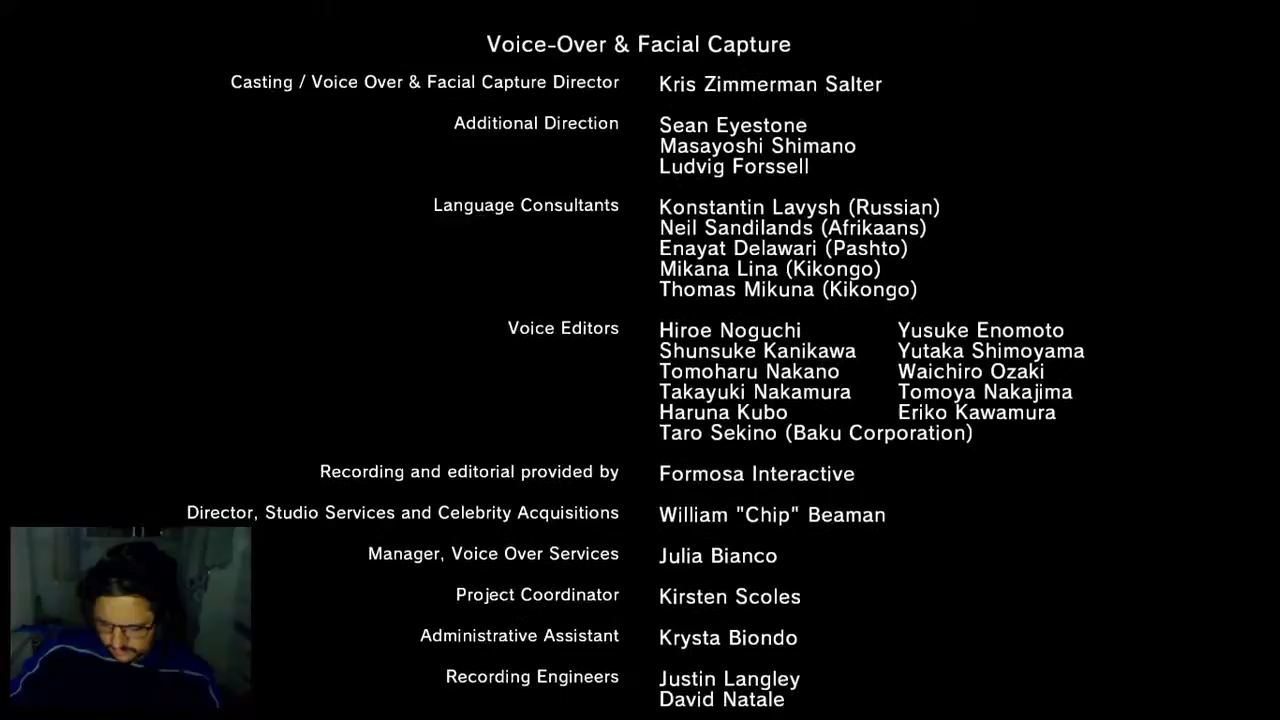 Voice-Over & Facial Capture
Casting / Voice Over & Facial Capture Director Kris Zimmerman Salter
Additional Direction Sean Eyestone
Masayoshi Shimano
Ludvig Forssell
Language Consultants Konstantin Lavysh (Russian)
Neil Sandilands (Afrikaans)
Enayat Delawari (Pashto)
Mikana Lina (Kikongo)
Thomas Mikuna (Kikongo)
Voice Editors Hiroe Noguchi Yusuke Enomoto
Shunsuke Kanikawa Yutaka Shimoyama
Tomoharu Nakano Waichiro Ozaki
Takayuki Nakamura Tomoya Nakajima
Haruna Kubo Eriko Kawamura
Taro Sekino (Baku Corporation)
Recording and editorial provided by Formosa Interactive
Director, Studio Services and Celebrity Acquisitions William "Chip" Beaman
Manager, Voice Over Services Julia Bianco
Project Coordinator Kirsten Scoles
Administrative Assistant Krysta Biondo
Recording Engineers Justin Langley
David Natale